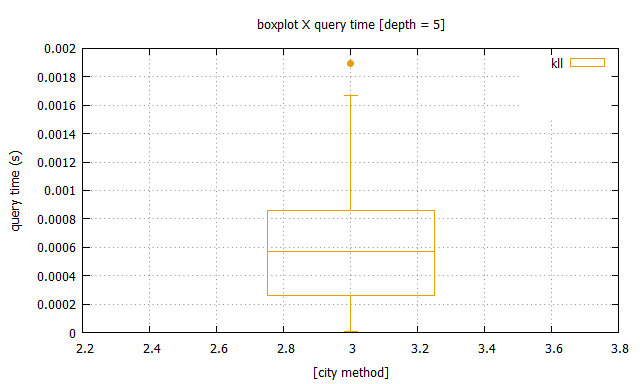 boxplot X query time [depth = 5]
kll
0.002
0.0018
0.0016
0.0014
0.0012
0.001
0.0008
0.0006
0.0004
0.0002
0
query time (s)
2.2 2.4 2.6 2.8 3 3.2 3.4 3.6 3.8
[city method]